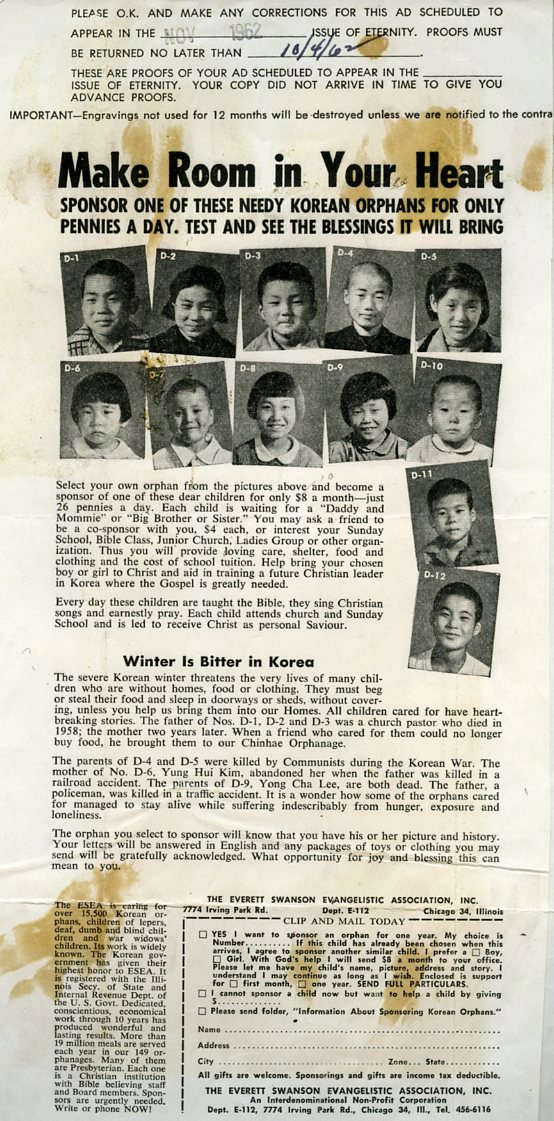 PLEASE O.K. AND MAKE ANY CORRECTIONS FOR THIS AD SCHEDULED TO
APPEAR IN THE NOV 1962 ISSUE OF ETERNITY. PROOFS MUST
BE RETURNED NO LATER THAN 10/4/62.
THESE ARE PROOFS OF YOUR AD SCHEDULED TO APPEAR IN THE
ISSUE OF ETERNITY. YOUR COPY DID NOT ARRIVE IN TIME TO GIVE YOU
ADVANCE PROOFS.
IMPORTANT—Engravings not used for 12 months will be destroyed unless we are notified to the contra
Make Room in Your Heart
SPONSOR ONE OF THESE NEEDY KOREAN ORPHANS FOR ONLY
PENNIES A DAY. TEST AND SEE THE BLESSINGS IT WILL BRING
D-1
D-2
D-3
D-4
D-5
D-6
D-7
D-8
D-9
D-10
D-11
D-12
Select your own orphan from the pictures above and become a
sponsor of one of these dear children for only $8 a month—just
26 pennies a day. Each child is waiting for a "Daddy and
Mommie" or "Big Brother or Sister." You may ask a friend to
be a co-sponsor with you, $4 each, or interest your Sunday
School, Bible Class, Junior Church, Ladies Group or other organ-
ization. Thus you will provide loving care, shelter, food and
clothing and the cost of school tuition. Help bring your chosen
boy or girl to Christ and aid in training a future Christian leader
in Korea where the Gospel is greatly needed.
Every day these children are taught the Bible, they sing Christian
songs and earnestly pray. Each child attends church and Sunday
School and is led to receive Christ as personal Saviour.
Winter Is Bitter in Korea
The severe Korean winter threatens the very lives of many chil-
dren who are without homes, food or clothing. They must beg
or steal their food and sleep in doorways or sheds, without cover-
ing, unless you help us bring them into our Homes. All children cared for have heart-
breaking stories. The father of Nos. D-1, D-2 and D-3 was a church pastor who died in
1958; the mother two years later. When a friend who cared for them could no longer
buy food, he brought them to our Chinhae Orphanage.
The parents of D-4 and D-5 were killed by Communists during the Korean War. The
mother of No. D-6, Yung Hui Kim, abandoned her when the father was killed in a
railroad accident. The parents of D-9, Yong Cha Lee, are both dead. The father, a
policeman, was killed in a traffic accident. It is a wonder how some of the orphans cared
for managed to stay alive while suffering indescribably from hunger, exposure and
loneliness.
The orphan you select to sponsor will know that you have his or her picture and history.
Your letters will be answered in English and any packages of toys or clothing you may
send will be gratefully acknowledged. What opportunity for joy and blessing this can
mean to you.
The ESEA is caring for
over 15,500 Korean or-
phans, children of lepers,
deaf, dumb and blind chil-
dren and war widows'
children. Its work is widely
known. The Korean gov-
ernment has given their
highest honor to ESEA. It
is registered with the Illi-
nois Secy. of State and
Internal Revenue Dept. of
the U. S. Govt. Dedicated,
conscientious, economical
work through 10 years has
produced wonderful and
lasting results. More than
19 million meals are served
each year in our 149 or-
phanages. Many of them
are Presbyterian. Each one
is a Christian institution
with Bible believing staff
and Board members. Spon-
sors are urgently needed.
Write or phone NOW!
THE EVERETT SWANSON EVANGELISTIC ASSOCIATION, INC.
7774 Irving Park Rd. Dept. E-112 Chicago 34, Illinois
CLIP AND MAIL TODAY
☐ YES I want to sponsor an orphan for one year. My choice is
Number.......... If this child has already been chosen when this
arrives, I agree to sponsor another similar child. I prefer a ☐ Boy,
☐ Girl. With God's help I will send $8 a month to your office.
Please let me have my child's name, picture, address and story. I
understand I may continue as long as I wish. Enclosed is support
for ☐ first month, ☐ one year. SEND FULL PARTICULARS.
☐ I cannot sponsor a child now but want to help a child by giving
$..............
☐ Please send folder, "Information About Sponsoring Korean Orphans."
Name
Address
City Zone... State
All gifts are welcome. Sponsorings and gifts are income tax deductible.
THE EVERETT SWANSON EVANGELISTIC ASSOCIATION, INC.
An Interdenominational Non-Profit Corporation
Dept. E-112, 7774 Irving Park Rd., Chicago 34, Ill., Tel. 456-6116